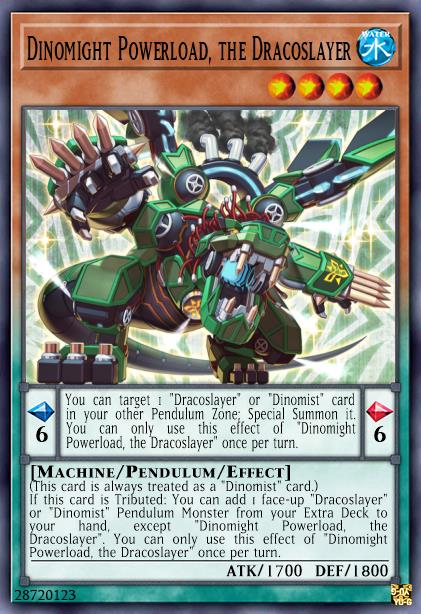 Dinomight Powerload, the Dracoslayer
WATER
水
You can target 1 "Dracoslayer" or "Dinomist" card
in your other Pendulum Zone; Special Summon it.
You can only use this effect of "Dinomight
Powerload, the Dracoslayer" once per turn.
6
6
[Machine/Pendulum/Effect]
(This card is always treated as a "Dinomist" card.)
If this card is Tributed: You can add 1 face-up "Dracoslayer"
or "Dinomist" Pendulum Monster from your Extra Deck to
your hand, except "Dinomight Powerload, the
Dracoslayer". You can only use this effect of "Dinomight
Powerload, the Dracoslayer" once per turn.
ATK/1700 DEF/1800
28720123